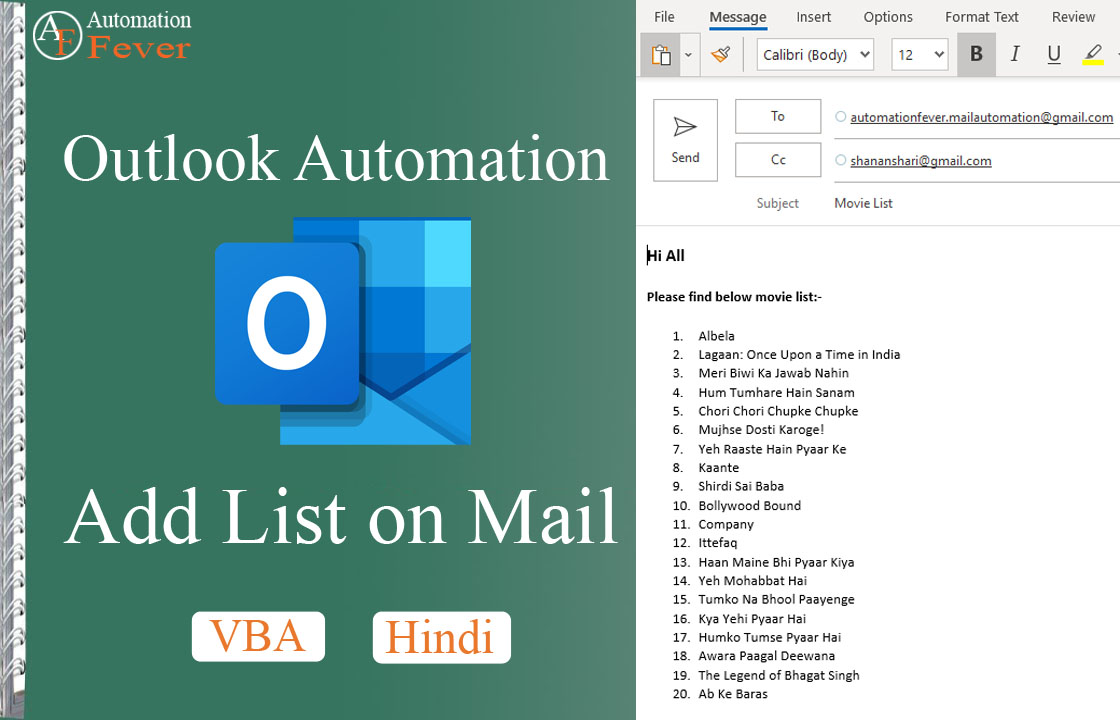 AF Automation
Fever
Outlook Automation
O
Add List on Mail
VBA Hindi
File Message Insert Options Format Text Review
Calibri (Body) 12 B I U
Send
To automationfever.mailautomation@gmail.com
Cc shananshari@gmail.com
Subject Movie List
Hi All
Please find below movie list:-
1. Albela
2. Lagaan: Once Upon a Time in India
3. Meri Biwi Ka Jawab Nahin
4. Hum Tumhare Hain Sanam
5. Chori Chori Chupke Chupke
6. Mujhse Dosti Karoge!
7. Yeh Raaste Hain Pyaar Ke
8. Kaante
9. Shirdi Sai Baba
10. Bollywood Bound
11. Company
12. Ittefaq
13. Haan Maine Bhi Pyaar Kiya
14. Yeh Mohabbat Hai
15. Tumko Na Bhool Paayenge
16. Kya Yehi Pyaar Hai
17. Humko Tumse Pyaar Hai
18. Awara Paagal Deewana
19. The Legend of Bhagat Singh
20. Ab Ke Baras